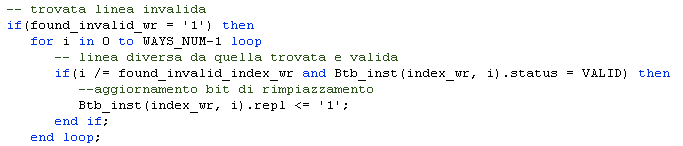 -- trovata linea invalida
if(found_invalid_wr = '1') then
for i in 0 to WAYS_NUM-1 loop
-- linea diversa da quella trovata e valida
if(i /= found_invalid_index_wr and Btb_inst(index_wr, i).status = VALID) then
--aggiornamento bit di rimpiazzamento
Btb_inst(index_wr, i).repl <= '1';
end if;
end loop;